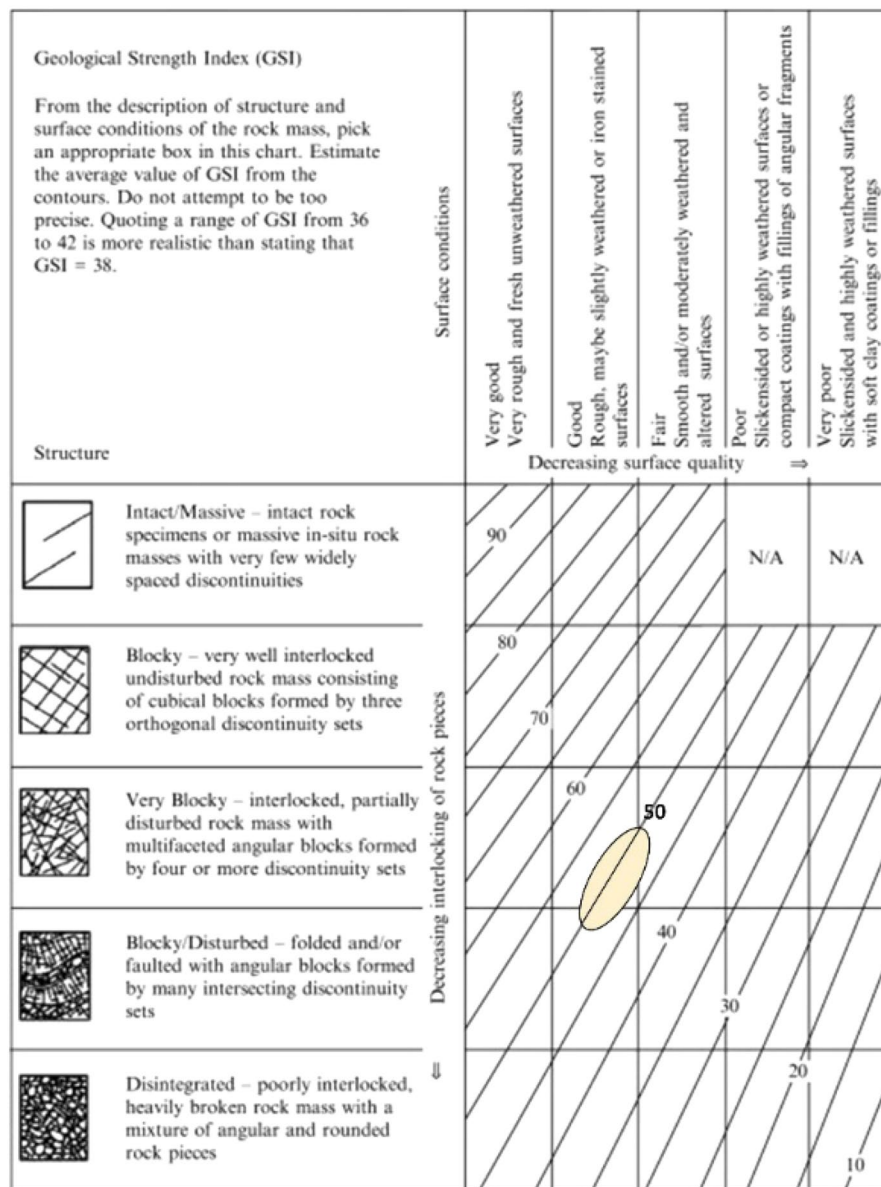 Geological Strength Index (GSI)
From the description of structure and
surface conditions of the rock mass, pick
an appropriate box in this chart. Estimate
the average value of GSI from the
contours. Do not attempt to be too
precise. Quoting a range of GSI from 36
to 42 is more realistic than stating that
GSI = 38.
Structure
Surface conditions
Very good
Very rough and fresh unweathered surfaces
Good
Rough, maybe slightly weathered or iron stained
surfaces
Fair
Smooth and/or moderately weathered and
altered surfaces
Poor
Slickensided or highly weathered surfaces or
compact coatings with fillings of angular fragments
Very poor
Slickensided and highly weathered surfaces
with soft clay coatings or fillings
Decreasing surface quality ⇒
Decreasing interlocking of rock pieces ⇓
Intact/Massive – intact rock
specimens or massive in-situ rock
masses with very few widely
spaced discontinuities
90
N/A
N/A
Blocky – very well interlocked
undisturbed rock mass consisting
of cubical blocks formed by three
orthogonal discontinuity sets
80
70
Very Blocky – interlocked, partially
disturbed rock mass with
multifaceted angular blocks formed
by four or more discontinuity sets
60
50
Blocky/Disturbed – folded and/or
faulted with angular blocks formed
by many intersecting discontinuity
sets
40
30
Disintegrated – poorly interlocked,
heavily broken rock mass with a
mixture of angular and rounded
rock pieces
20
10